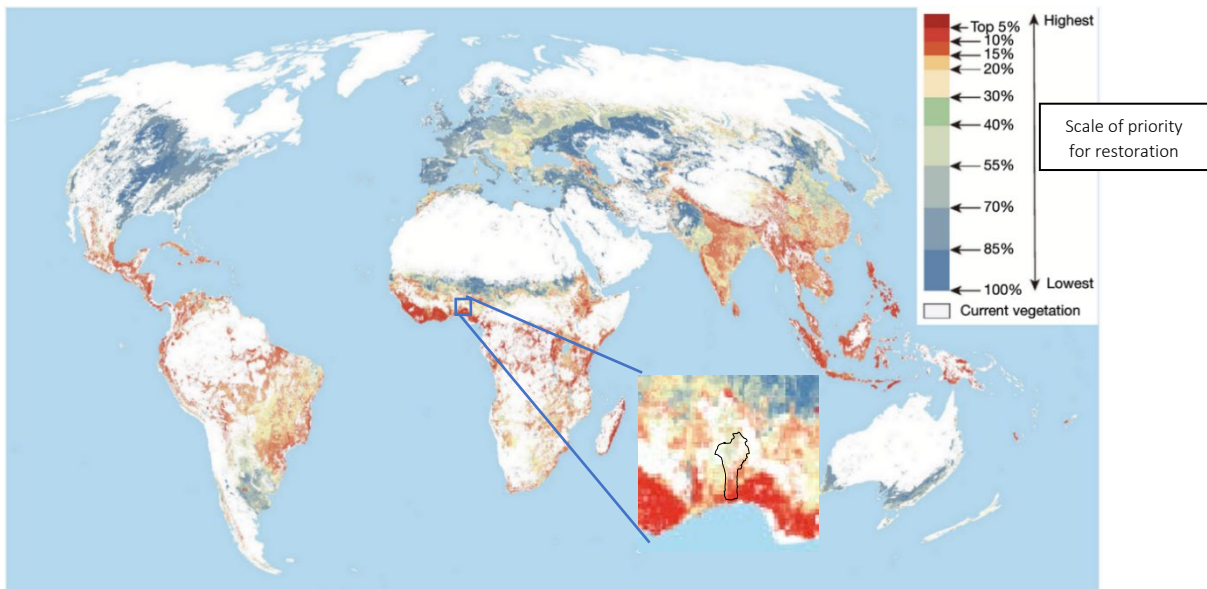 Top 5%
10%
15%
20%
30%
40%
55%
70%
85%
100%
Highest
Lowest
Current vegetation
Scale of priority
for restoration